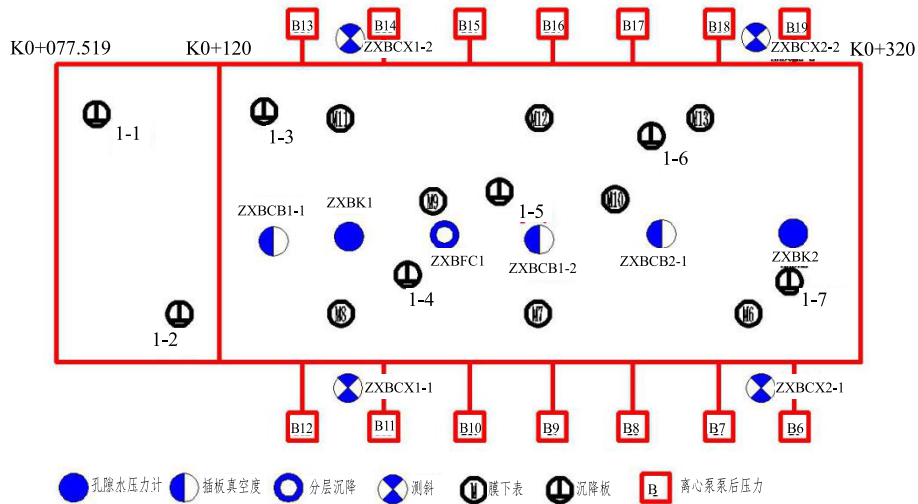 B13 B14 B15 B16 B17 B18 B19
ZXBCX1-2 ZXBCX2-2
K0+077.519 K0+120 K0+320
1-1 1-3 M11 M12 1-6 M13
M9 1-5 M10
ZXBCB1-1 ZXBK1 ZXBFC1 ZXBCB1-2 ZXBCB2-1 ZXBK2
1-4 1-7
1-2 M8 M7 M6
ZXBCX1-1 ZXBCX2-1
B12 B11 B10 B9 B8 B7 B6
孔隙水压力计 插板真空度 分层沉降 测斜 M 膜下表 沉降板 B 离心泵泵后压力